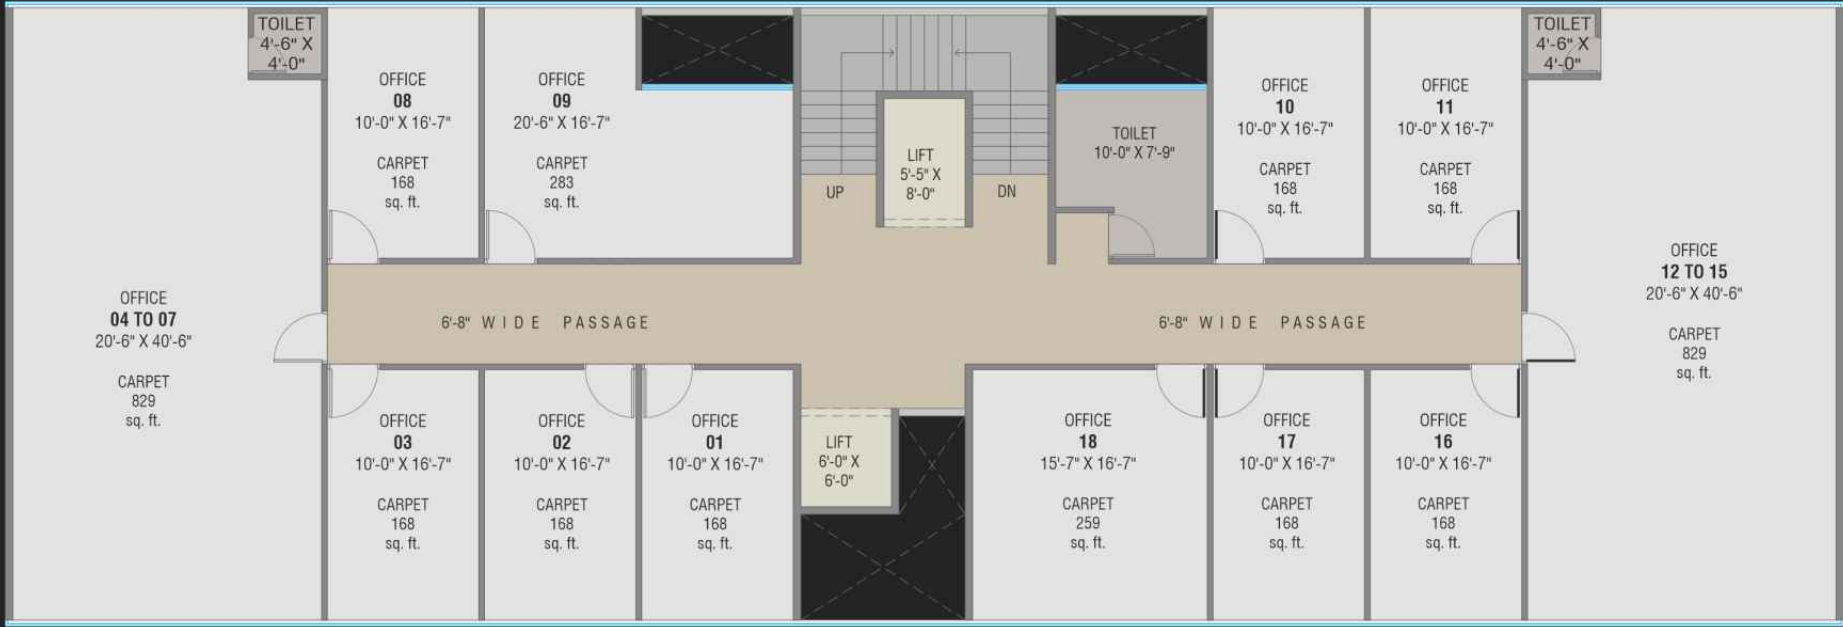 TOILET
4'-6" X
4'-0"
OFFICE
08
10'-0" X 16'-7"
CARPET
168
sq. ft.
OFFICE
09
20'-6" X 16'-7"
CARPET
283
sq. ft.
LIFT
5'-5" X
8'-0"
UP
DN
TOILET
10'-0" X 7'-9"
OFFICE
10
10'-0" X 16'-7"
CARPET
168
sq. ft.
OFFICE
11
10'-0" X 16'-7"
CARPET
168
sq. ft.
TOILET
4'-6" X
4'-0"
OFFICE
04 TO 07
20'-6" X 40'-6"
CARPET
829
sq. ft.
6'-8" WIDE PASSAGE
6'-8" WIDE PASSAGE
OFFICE
12 TO 15
20'-6" X 40'-6"
CARPET
829
sq. ft.
OFFICE
03
10'-0" X 16'-7"
CARPET
168
sq. ft.
OFFICE
02
10'-0" X 16'-7"
CARPET
168
sq. ft.
OFFICE
01
10'-0" X 16'-7"
CARPET
168
sq. ft.
LIFT
6'-0" X
6'-0"
OFFICE
18
15'-7" X 16'-7"
CARPET
259
sq. ft.
OFFICE
17
10'-0" X 16'-7"
CARPET
168
sq. ft.
OFFICE
16
10'-0" X 16'-7"
CARPET
168
sq. ft.